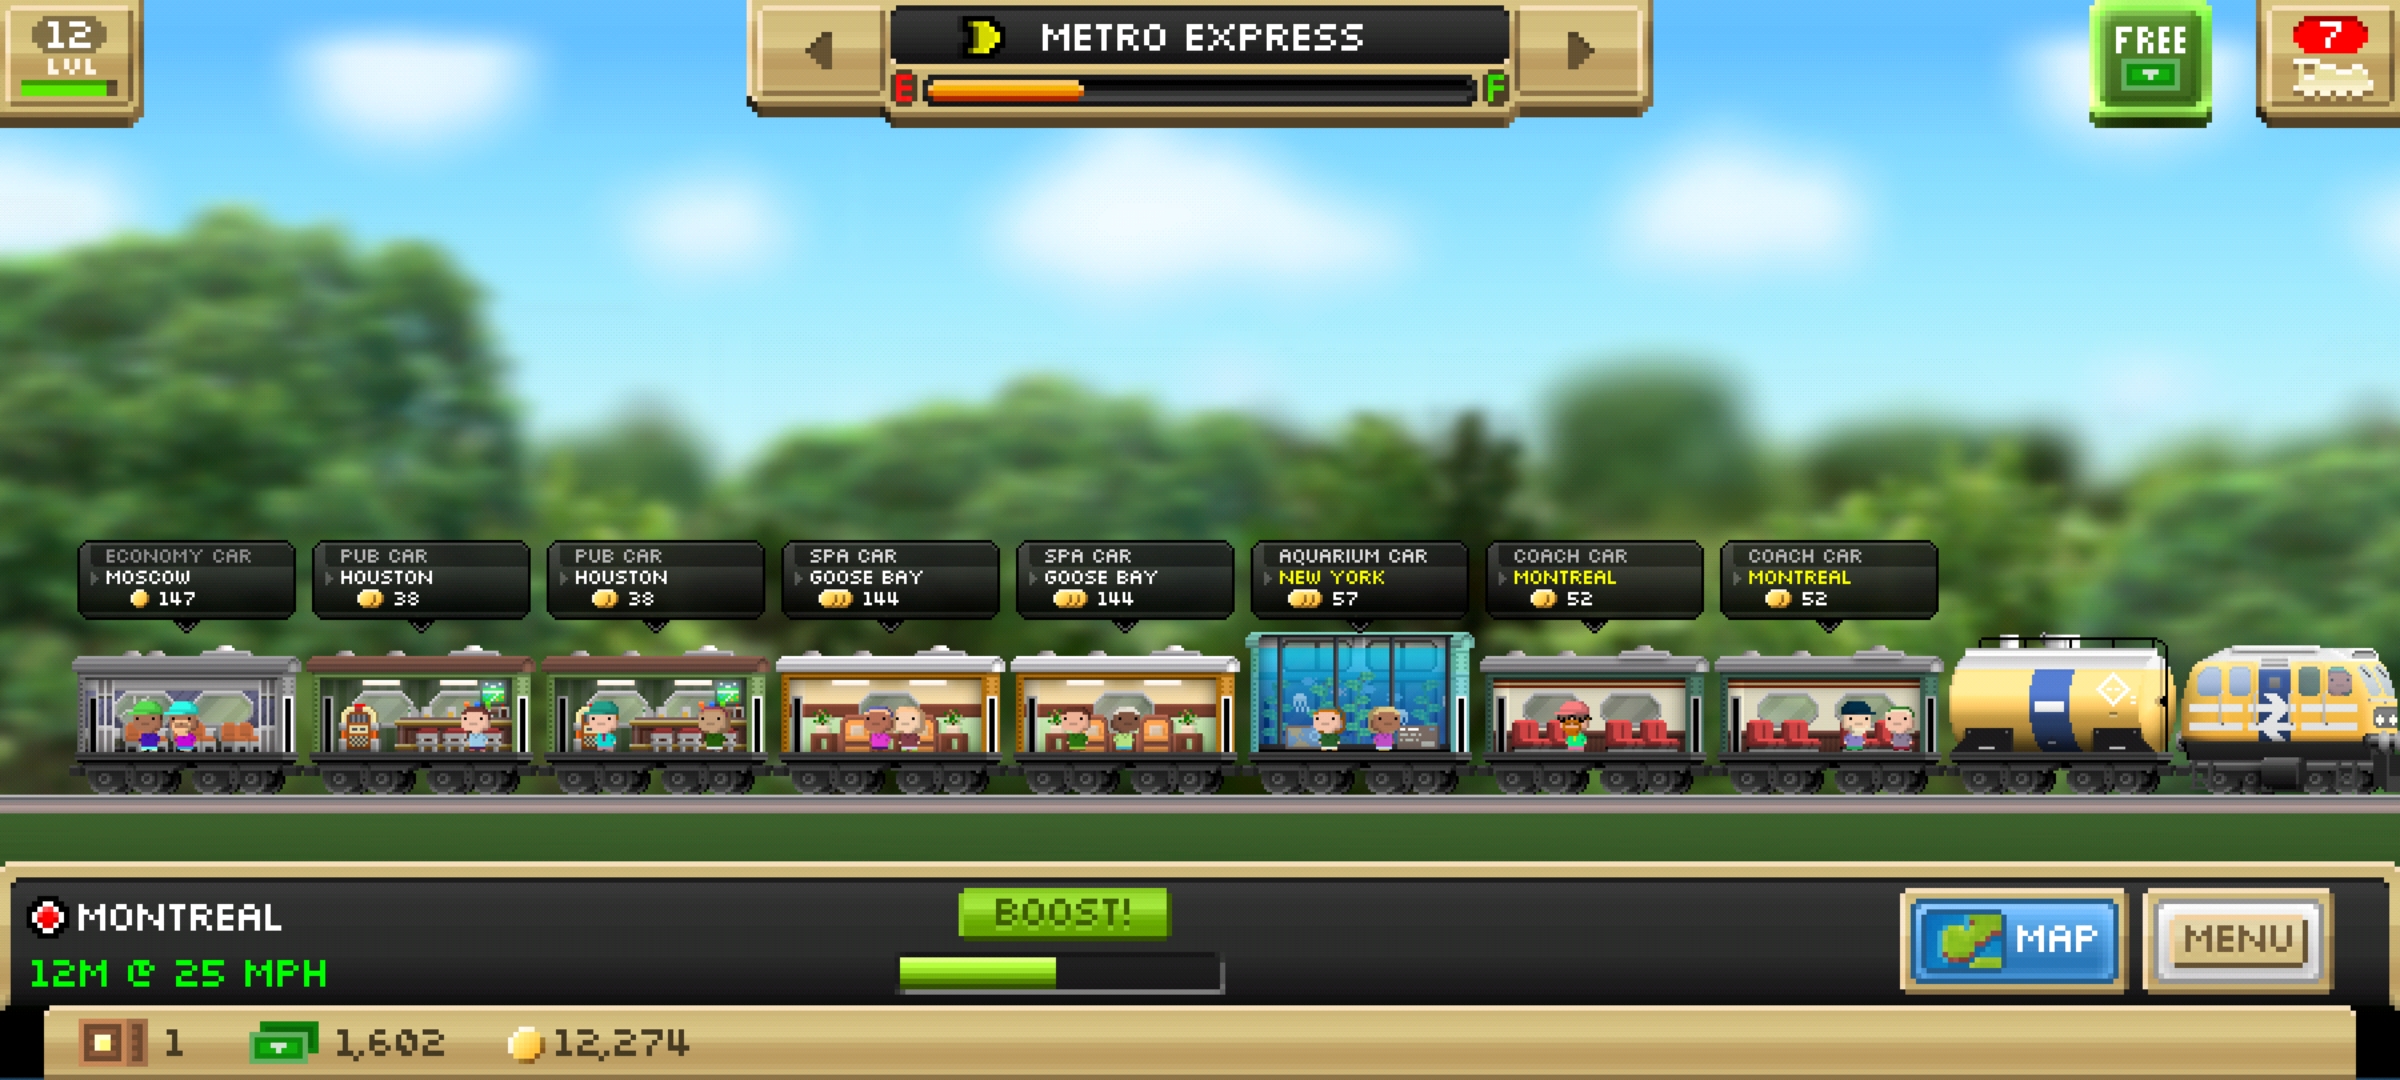 12
LVL
METRO EXPRESS
E
F
FREE
7
ECONOMY CAR
MOSCOW
147
PUB CAR
HOUSTON
38
PUB CAR
HOUSTON
38
SPA CAR
GOOSE BAY
144
SPA CAR
GOOSE BAY
144
AQUARIUM CAR
NEW YORK
57
COACH CAR
MONTREAL
52
COACH CAR
MONTREAL
52
MONTREAL
12M @ 25 MPH
BOOST!
MAP
MENU
1
1,602
12,274